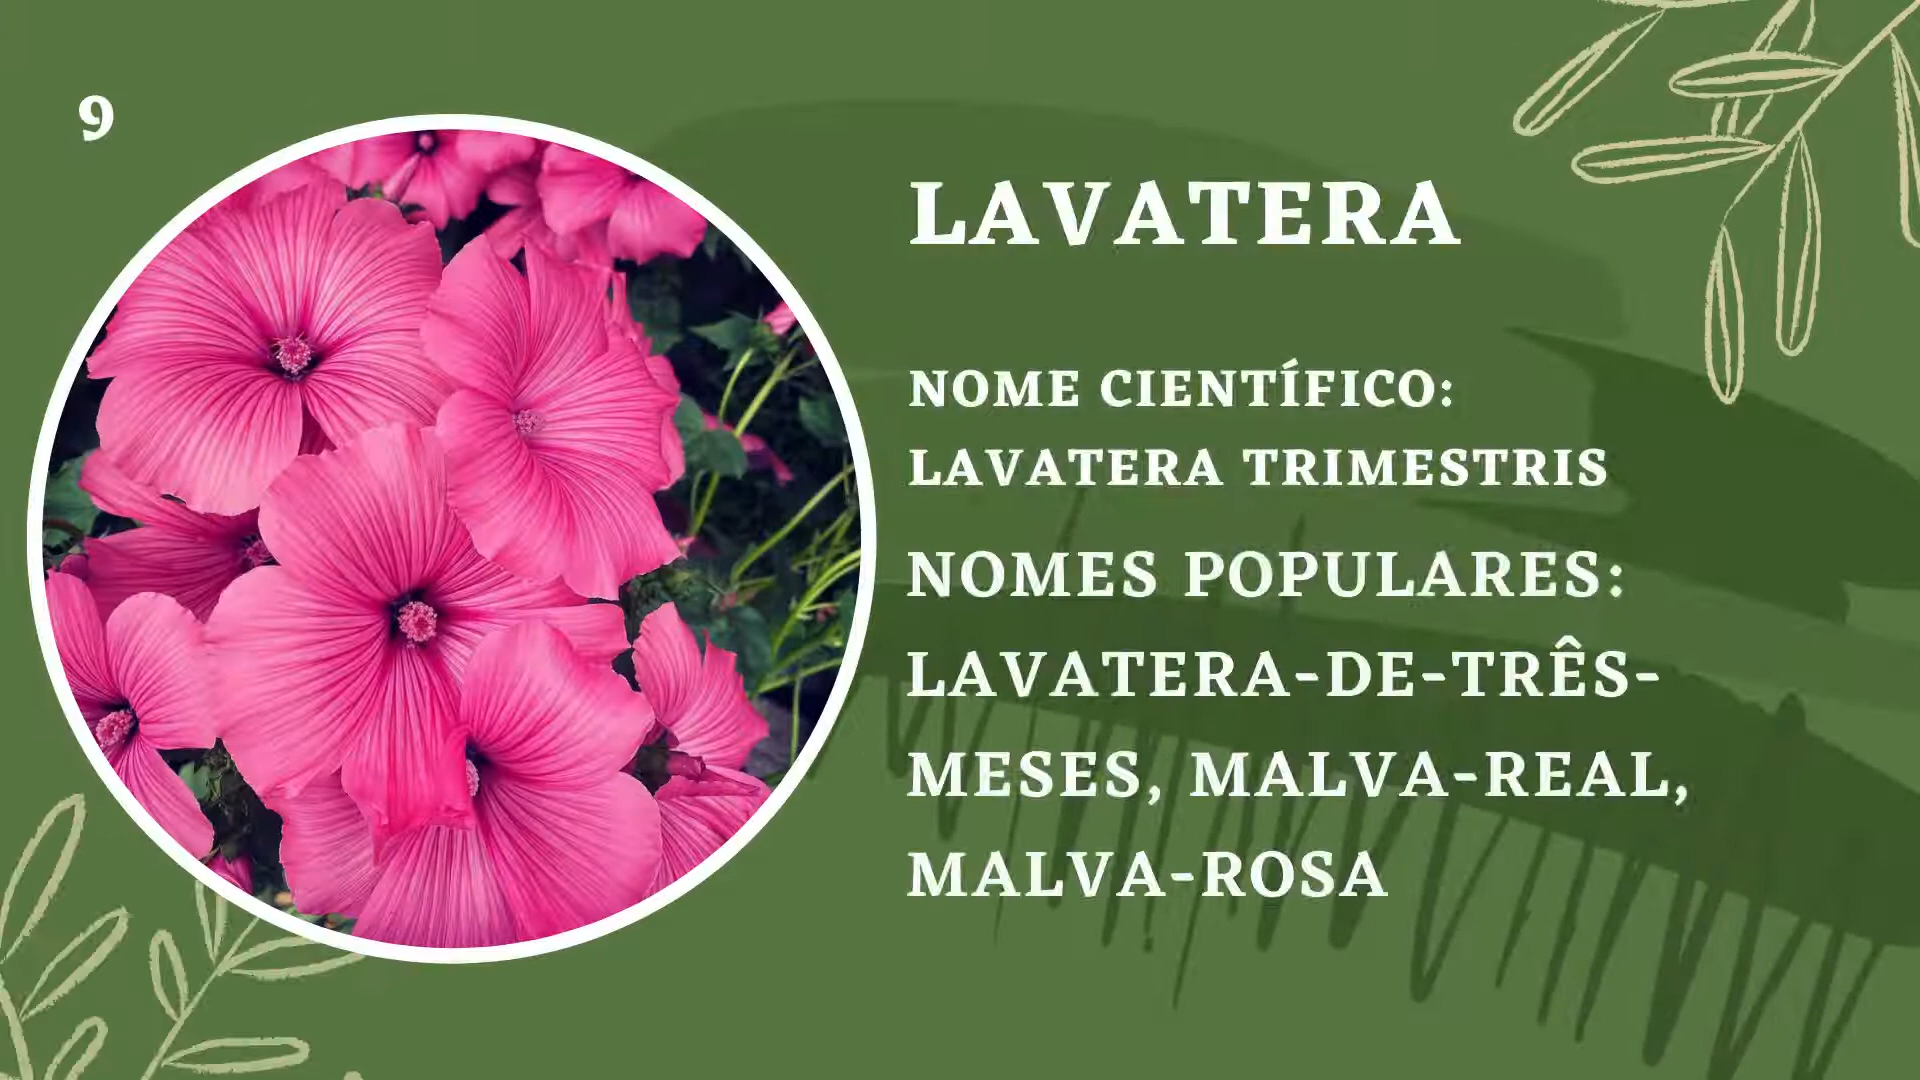 9
LAVATERA
NOME CIENTÍFICO:
LAVATERA TRIMESTRIS
NOMES POPULARES:
LAVATERA-DE-TRÊS-
MESES, MALVA-REAL,
MALVA-ROSA